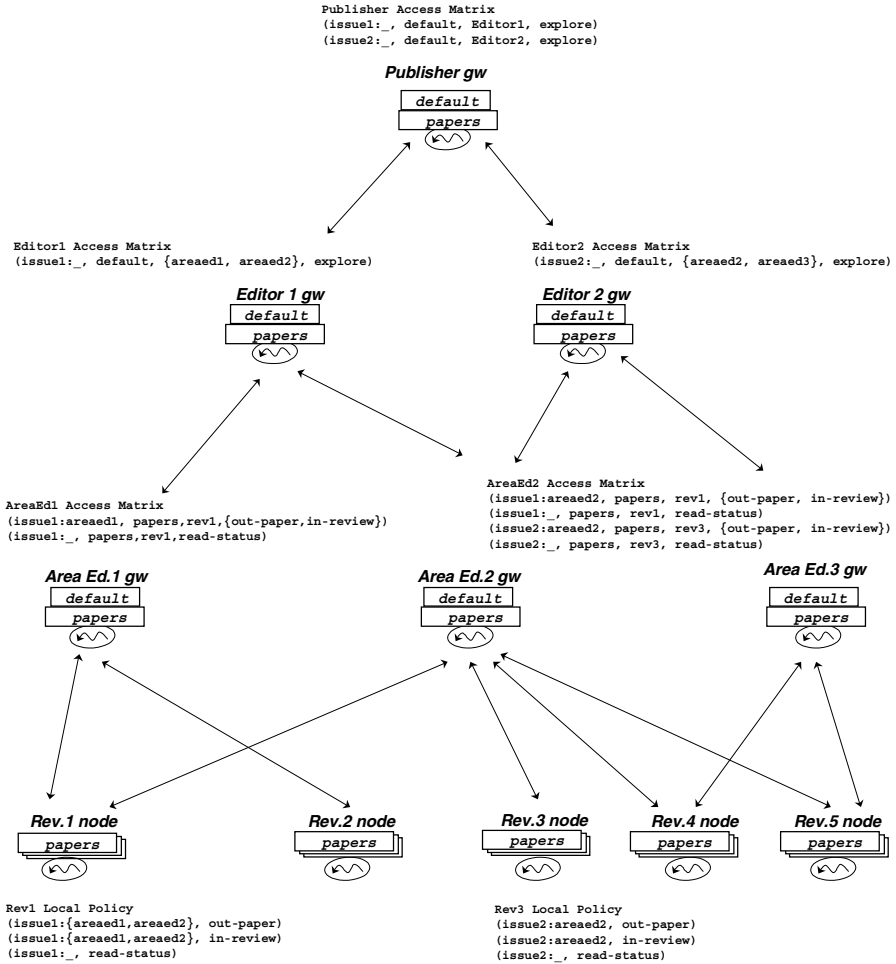 Publisher Access Matrix
(issue1:_, default, Editor1, explore)
(issue2:_, default, Editor2, explore)
Publisher gw
default
papers
Editor1 Access Matrix
(issue1:_, default, {areaed1, areaed2}, explore)
Editor2 Access Matrix
(issue2:_, default, {areaed2, areaed3}, explore)
Editor 1 gw
default
papers
Editor 2 gw
default
papers
AreaEd1 Access Matrix
(issue1:areaed1, papers,rev1,{out-paper,in-review})
(issue1:_, papers,rev1,read-status)
AreaEd2 Access Matrix
(issue1:areaed2, papers, rev1, {out-paper, in-review})
(issue1:_, papers, rev1, read-status)
(issue2:areaed2, papers, rev3, {out-paper, in-review})
(issue2:_, papers, rev3, read-status)
Area Ed.1 gw
default
papers
Area Ed.2 gw
default
papers
Area Ed.3 gw
default
papers
Rev.1 node
papers
Rev.2 node
papers
Rev.3 node
papers
Rev.4 node
papers
Rev.5 node
papers
Rev1 Local Policy
(issue1:{areaed1,areaed2}, out-paper)
(issue1:{areaed1,areaed2}, in-review)
(issue1:_, read-status)
Rev3 Local Policy
(issue2:areaed2, out-paper)
(issue2:areaed2, in-review)
(issue2:_, read-status)